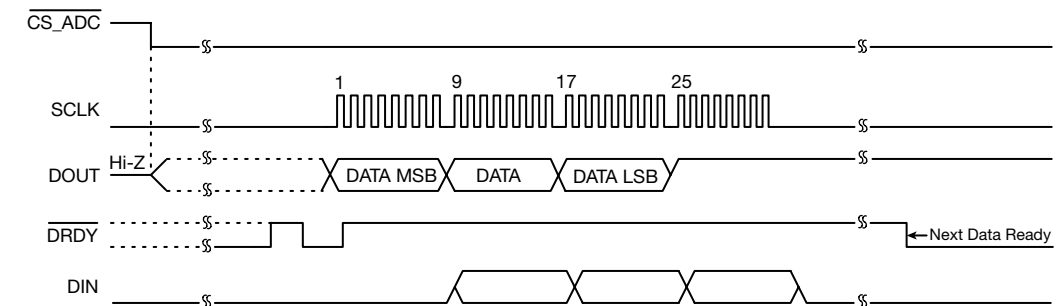 CS_ADC
1 9 17 25
SCLK
Hi-Z
DOUT DATA MSB DATA DATA LSB
DRDY Next Data Ready
DIN